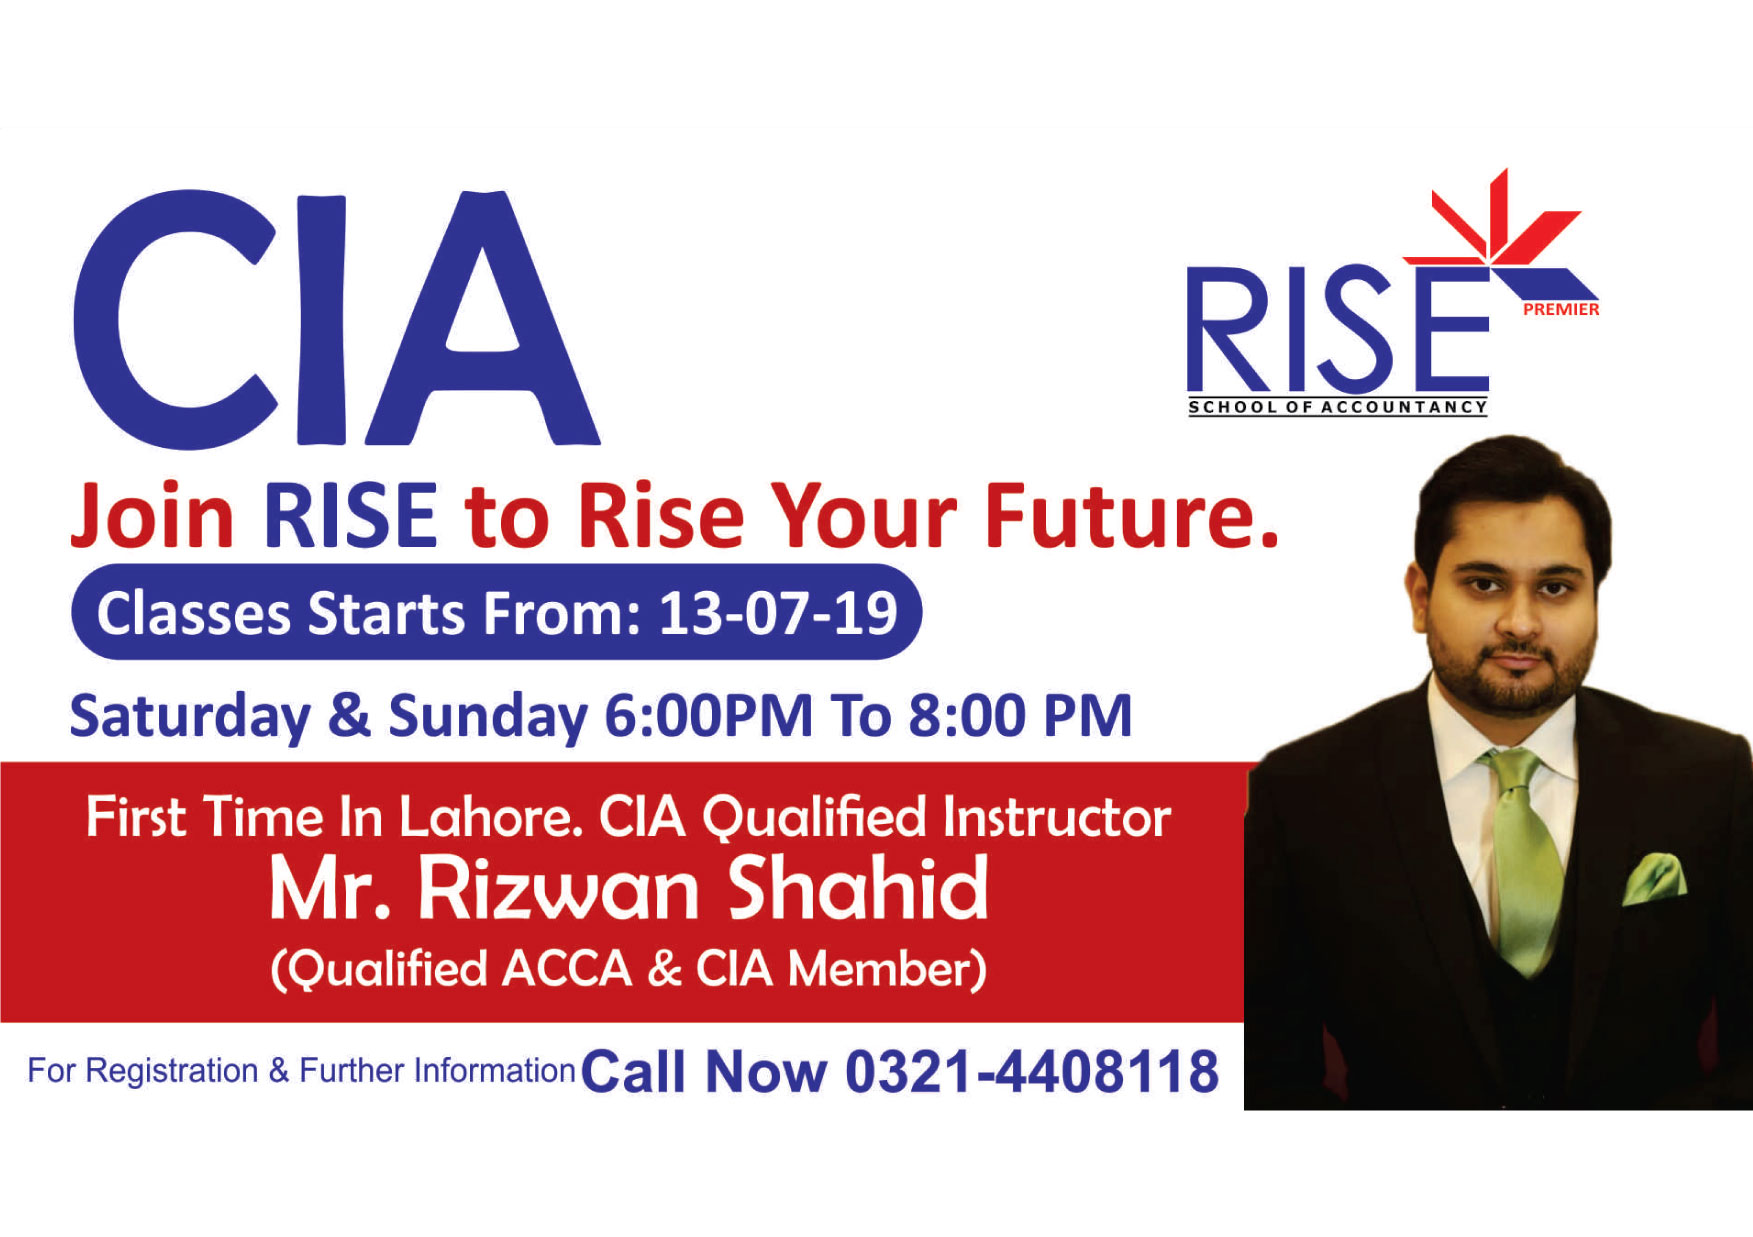 CIA
RISE
PREMIER
SCHOOL OF ACCOUNTANCY
Join RISE to Rise Your Future.
Classes Starts From: 13-07-19
Saturday & Sunday 6:00PM To 8:00 PM
First Time In Lahore. CIA Qualified Instructor
Mr. Rizwan Shahid
(Qualified ACCA & CIA Member)
For Registration & Further Information Call Now 0321-4408118